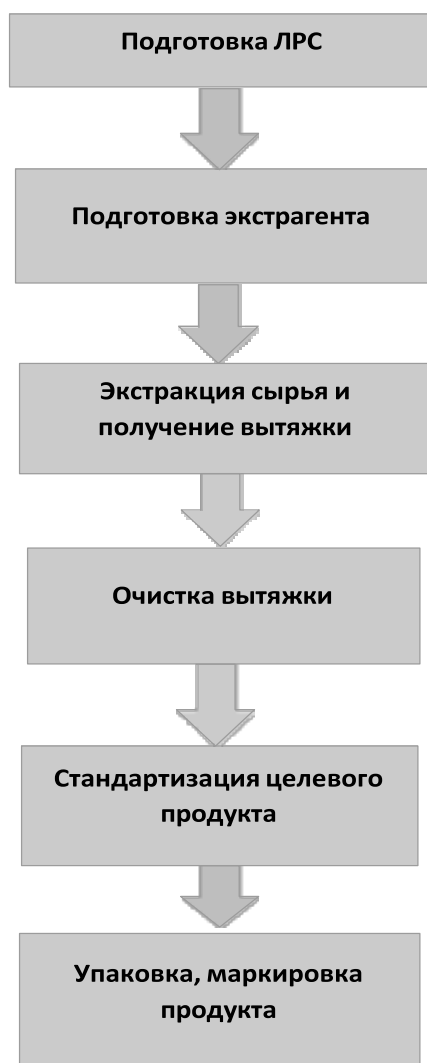 Подготовка ЛРС
Подготовка экстрагента
Экстракция сырья и
получение вытяжки
Очистка вытяжки
Стандартизация целевого
продукта
Упаковка, маркировка
продукта